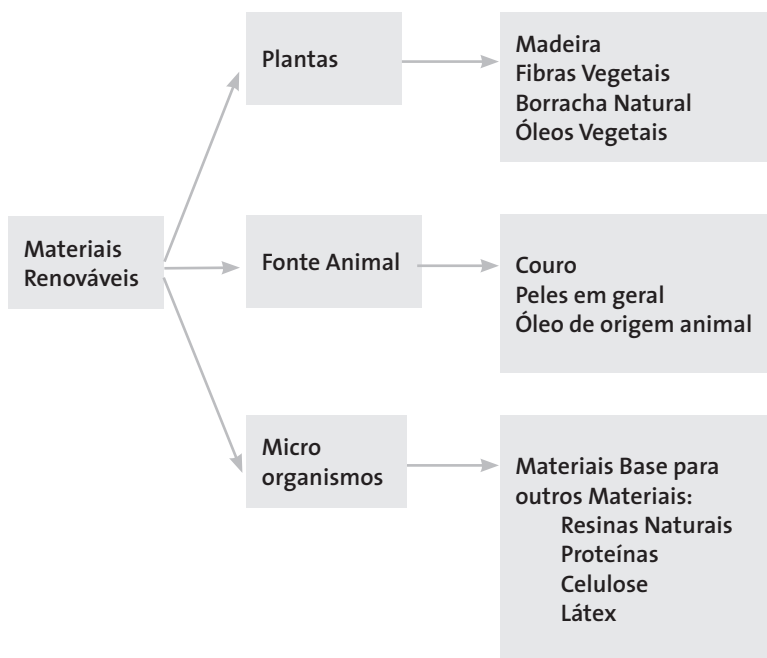 Materiais
Renováveis
Plantas
Madeira
Fibras Vegetais
Borracha Natural
Óleos Vegetais
Fonte Animal
Couro
Peles em geral
Óleo de origem animal
Micro
organismos
Materiais Base para
outros Materiais:
Resinas Naturais
Proteínas
Celulose
Látex